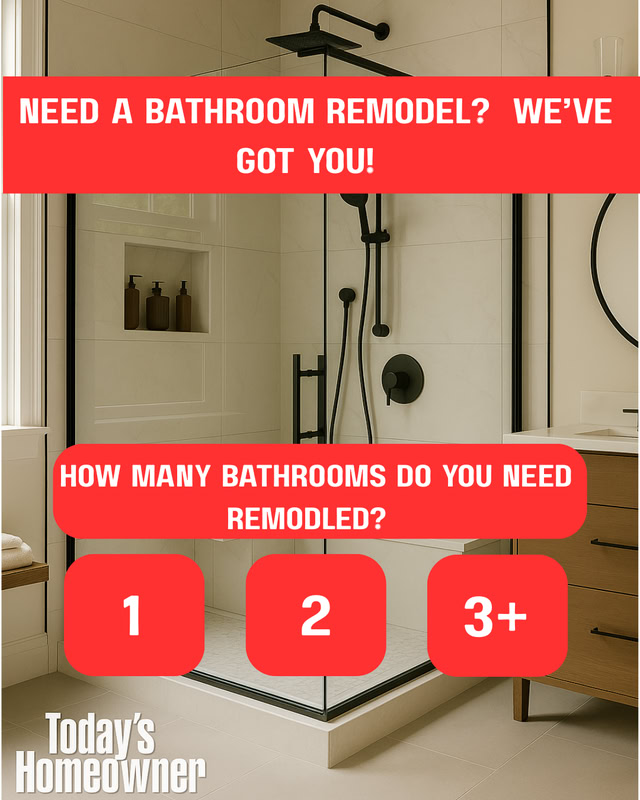 NEED A BATHROOM REMODEL? WE'VE
GOT YOU!
HOW MANY BATHROOMS DO YOU NEED
REMODLED?
1
2
3+
Today's
Homeowner